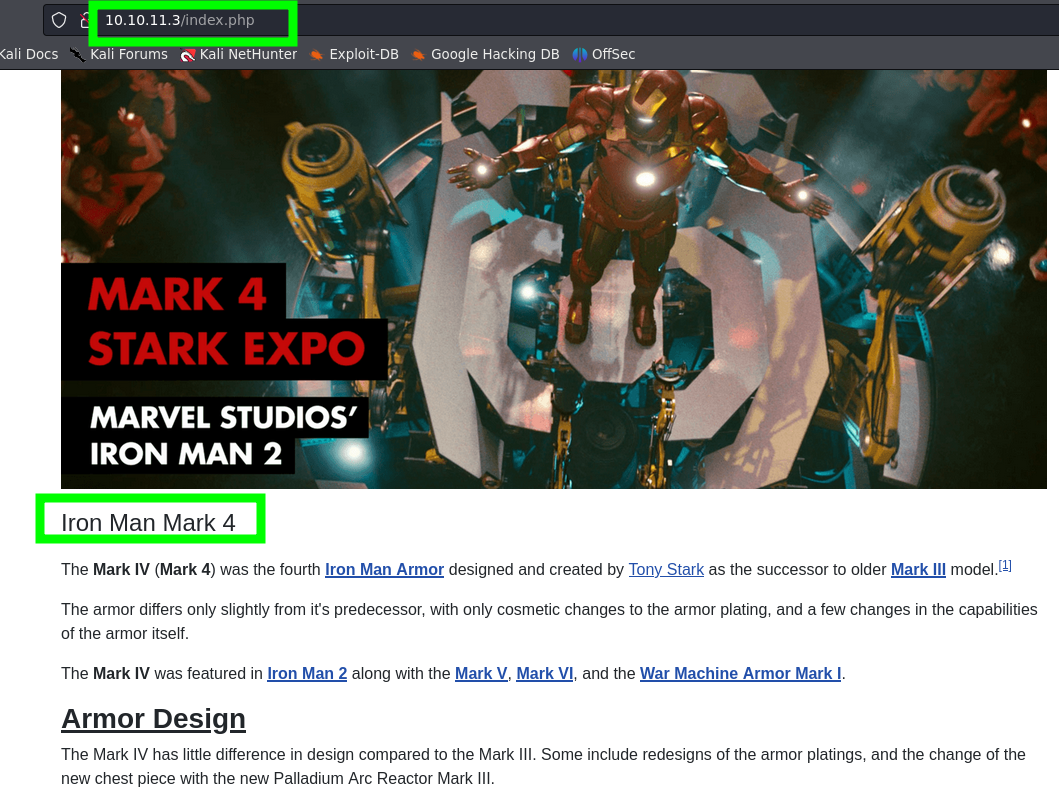 10.10.11.3/index.php
Kali Docs Kali Forums Kali NetHunter Exploit-DB Google Hacking DB OffSec
MARK 4
STARK EXPO
MARVEL STUDIOS’
IRON MAN 2
Iron Man Mark 4
The Mark IV (Mark 4) was the fourth Iron Man Armor designed and created by Tony Stark as the successor to older Mark III model.[1]
The armor differs only slightly from it's predecessor, with only cosmetic changes to the armor plating, and a few changes in the capabilities
of the armor itself.
The Mark IV was featured in Iron Man 2 along with the Mark V, Mark VI, and the War Machine Armor Mark I.
Armor Design
The Mark IV has little difference in design compared to the Mark III. Some include redesigns of the armor platings, and the change of the
new chest piece with the new Palladium Arc Reactor Mark III.